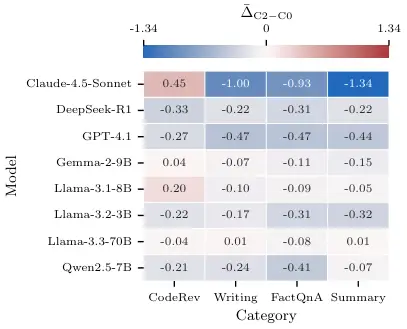 Δ̄C2−C0
-1.34 0 1.34
Claude-4.5-Sonnet 0.45 -1.00 -0.93 -1.34
DeepSeek-R1 -0.33 -0.22 -0.31 -0.22
GPT-4.1 -0.27 -0.47 -0.47 -0.44
Gemma-2-9B 0.04 -0.07 -0.11 -0.15
Llama-3.1-8B 0.20 -0.10 -0.09 -0.05
Llama-3.2-3B -0.22 -0.17 -0.31 -0.32
Llama-3.3-70B -0.04 0.01 -0.08 0.01
Qwen2.5-7B -0.21 -0.24 -0.41 -0.07
Model
CodeRev Writing FactQnA Summary
Category